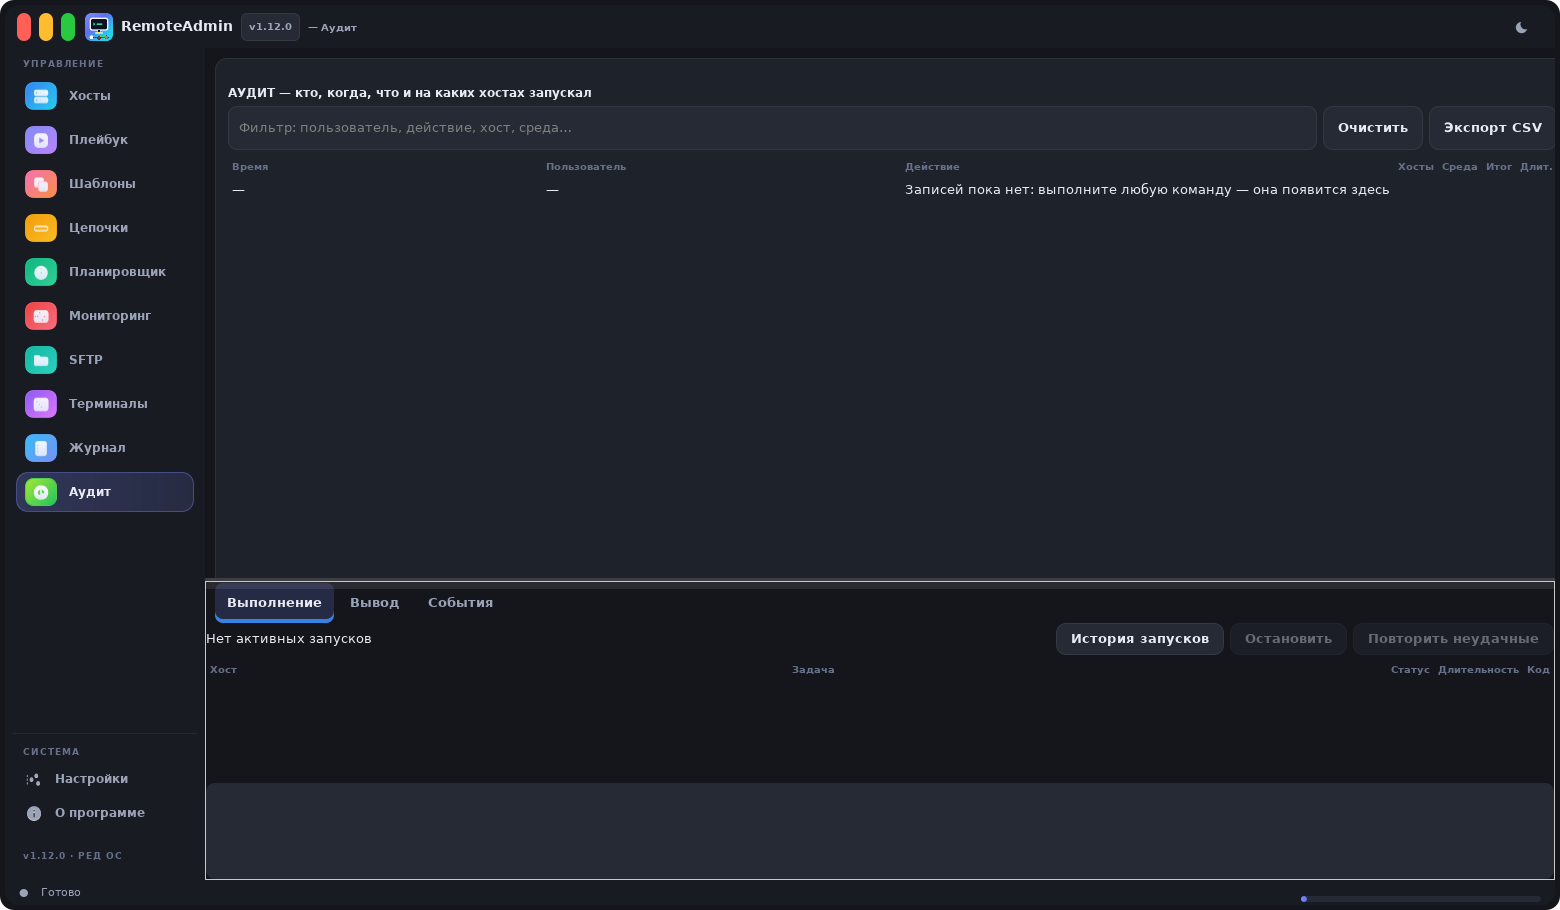 RemoteAdmin v1.12.0 — Аудит
УПРАВЛЕНИЕ
Хосты
Плейбук
Шаблоны
Цепочки
Планировщик
Мониторинг
SFTP
Терминалы
Журнал
Аудит
СИСТЕМА
Настройки
О программе
v1.12.0 · РЕД ОС
Готово
АУДИТ — кто, когда, что и на каких хостах запускал
Фильтр: пользователь, действие, хост, среда... Очистить Экспорт CSV
Время Пользователь Действие Хосты Среда Итог Длит.
— — Записей пока нет: выполните любую команду — она появится здесь
Выполнение Вывод События
Нет активных запусков История запусков Остановить Повторить неудачные
Хост Задача Статус Длительность Код